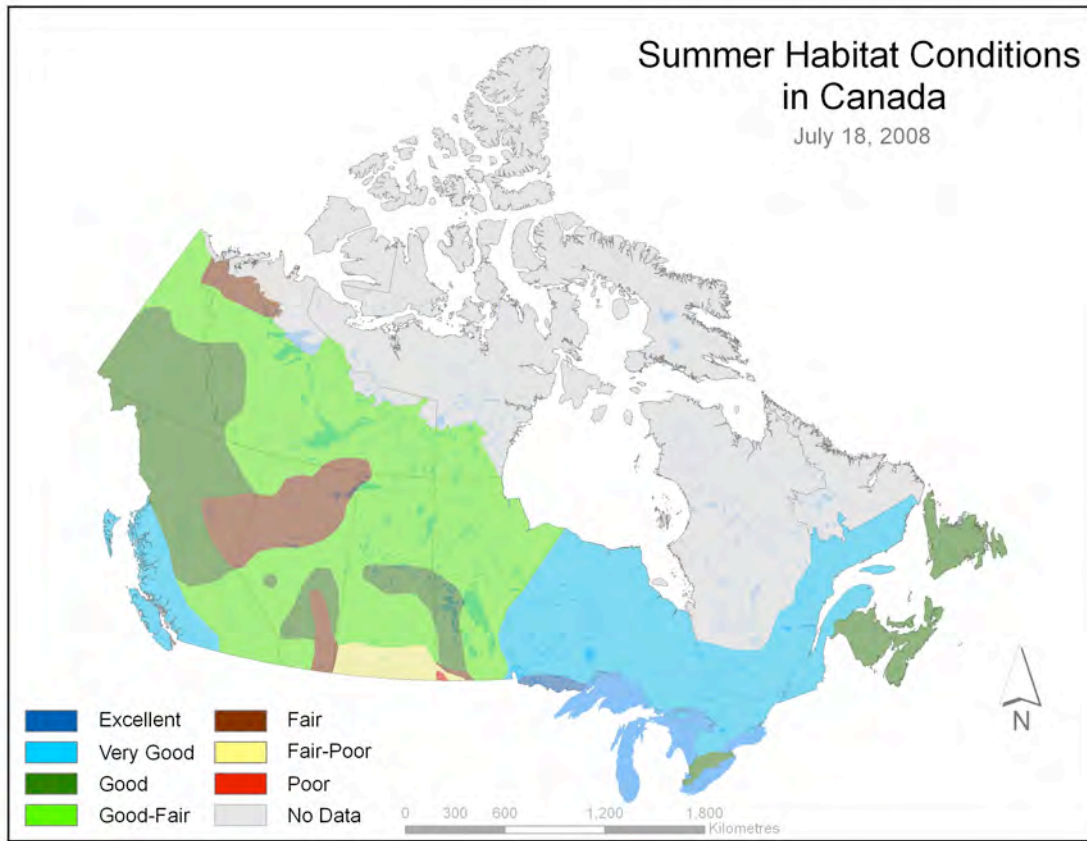 Summer Habitat Conditions
in Canada
July 18, 2008
N
Excellent
Very Good
Good
Good-Fair
Fair
Fair-Poor
Poor
No Data
0 300 600 1,200 1,800
Kilometres